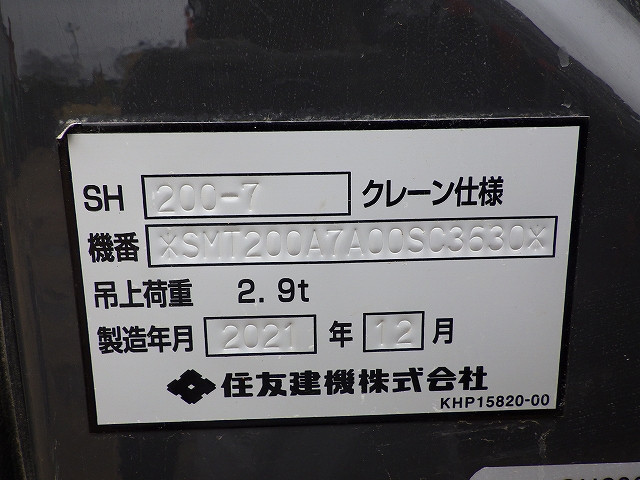 SH 200-7 クレーン仕様
機番 *SMT200A7A00SC3630*
吊上荷重 2.9t
製造年月 2021 年 12 月
住友建機株式会社
KHP15820-00